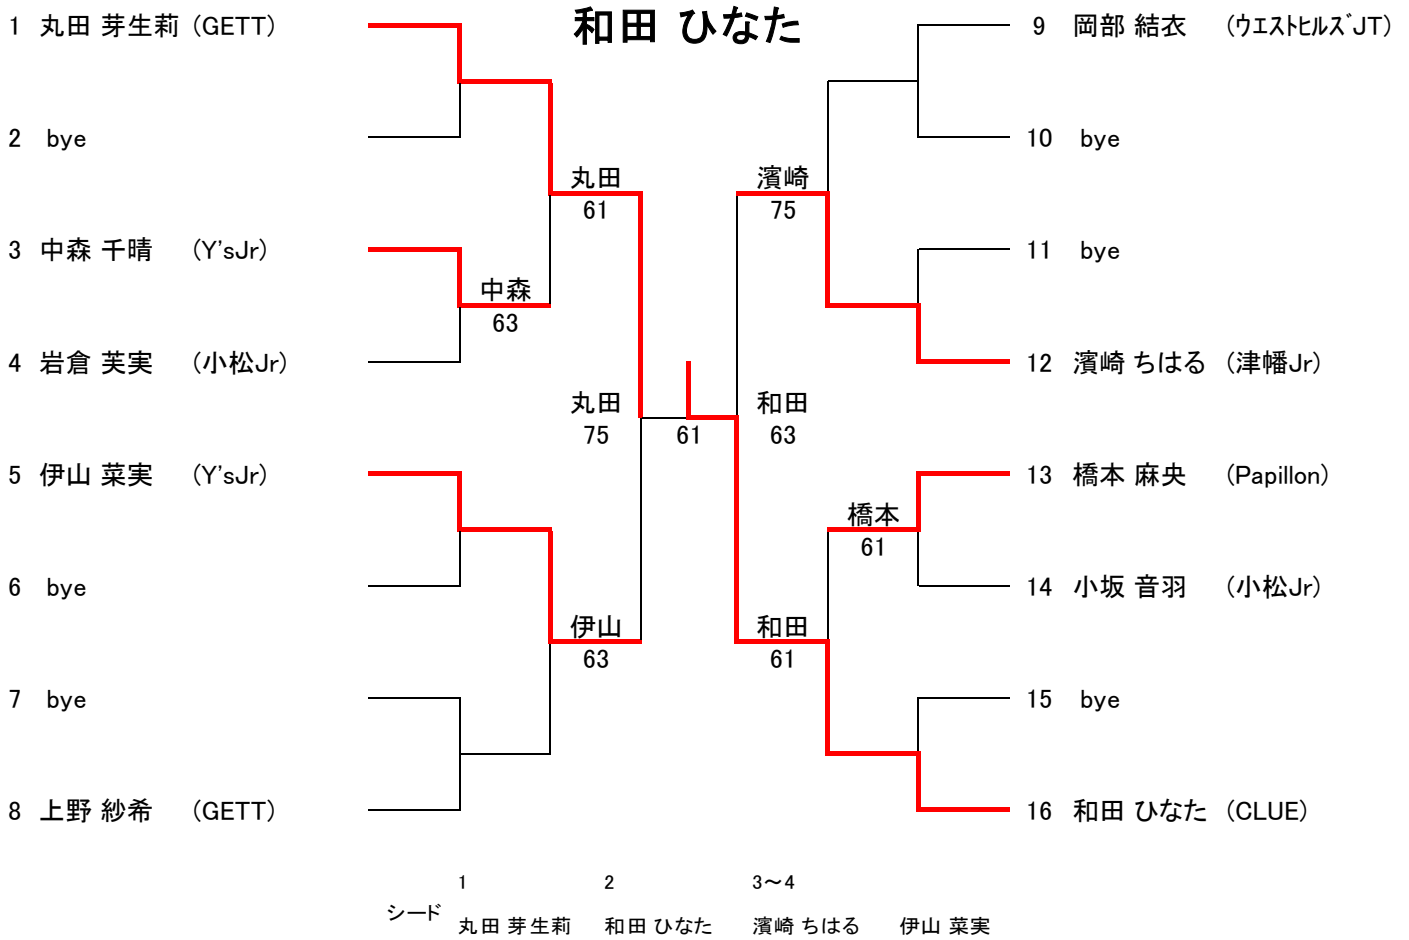 和田 ひなた
1 丸田 芽生莉 (GETT)
2 bye
3 中森 千晴 (Y'sJr)
4 岩倉 芙実 (小松Jr)
5 伊山 菜実 (Y'sJr)
6 bye
7 bye
8 上野 紗希 (GETT)
中森
63
丸田
61
伊山
63
丸田
75
61
和田
63
濱崎
75
和田
61
橋本
61
9 岡部 結衣 (ｳｴｽﾄﾋﾙｽﾞJT)
10 bye
11 bye
12 濱崎 ちはる (津幡Jr)
13 橋本 麻央 (Papillon)
14 小坂 音羽 (小松Jr)
15 bye
16 和田 ひなた (CLUE)
1 2 3～4
シード 丸田 芽生莉 和田 ひなた 濱崎 ちはる 伊山 菜実